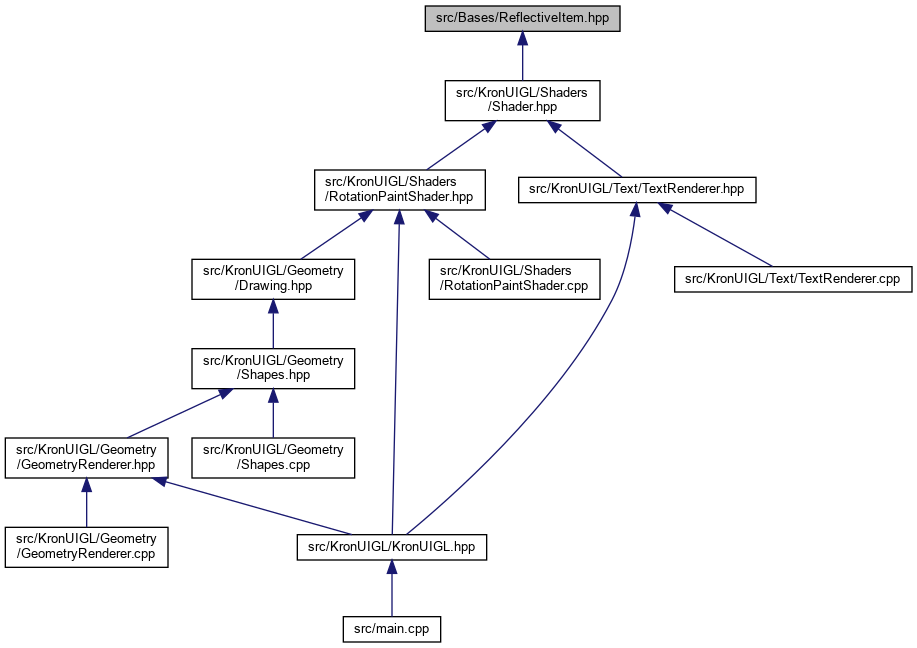 src/Bases/ReflectiveItem.hpp
src/KronUIGL/Shaders
/Shader.hpp
src/KronUIGL/Shaders
/RotationPaintShader.hpp
src/KronUIGL/Text/TextRenderer.hpp
src/KronUIGL/Geometry
/Drawing.hpp
src/KronUIGL/Shaders
/RotationPaintShader.cpp
src/KronUIGL/Text/TextRenderer.cpp
src/KronUIGL/Geometry
/Shapes.hpp
src/KronUIGL/Geometry
/GeometryRenderer.hpp
src/KronUIGL/Geometry
/Shapes.cpp
src/KronUIGL/Geometry
/GeometryRenderer.cpp
src/KronUIGL/KronUIGL.hpp
src/main.cpp